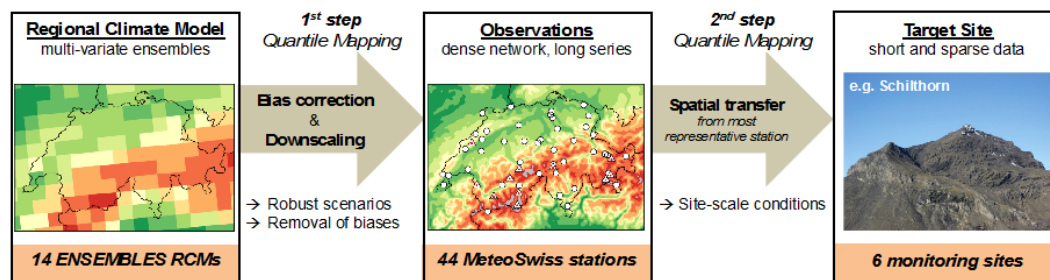 Regional Climate Model
multi-variate ensembles
14 ENSEMBLES RCMs
1st step
Quantile Mapping
Bias correction
&
Downscaling
→ Robust scenarios
→ Removal of biases
Observations
dense network, long series
44 MeteoSwiss stations
2nd step
Quantile Mapping
Spatial transfer
from most
representative station
→ Site-scale conditions
Target Site
short and sparse data
e.g. Schilthorn
6 monitoring sites